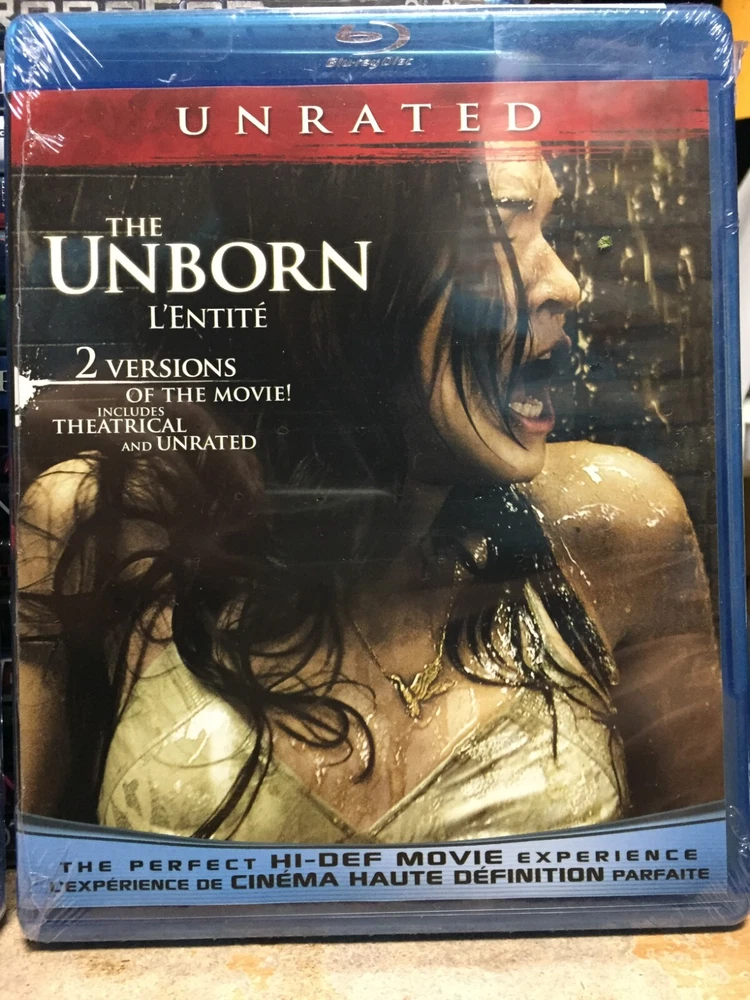 Blu-ray Disc
UNRATED
THE
UNBORN
L'ENTITÉ
2 VERSIONS
OF THE MOVIE!
INCLUDES
THEATRICAL
AND UNRATED
THE PERFECT HI-DEF MOVIE EXPERIENCE
L'EXPÉRIENCE DE CINÉMA HAUTE DÉFINITION PARFAITE